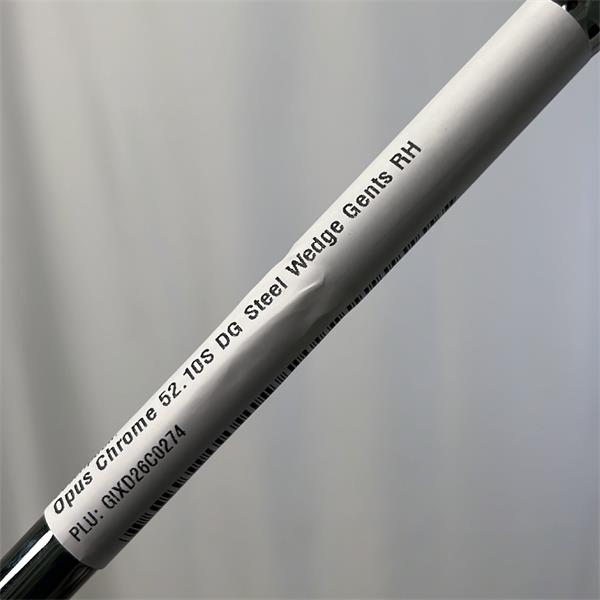 Opus Chrome 52.10S DG Steel Wedge Gents RH
PLU: GIXD26C0274